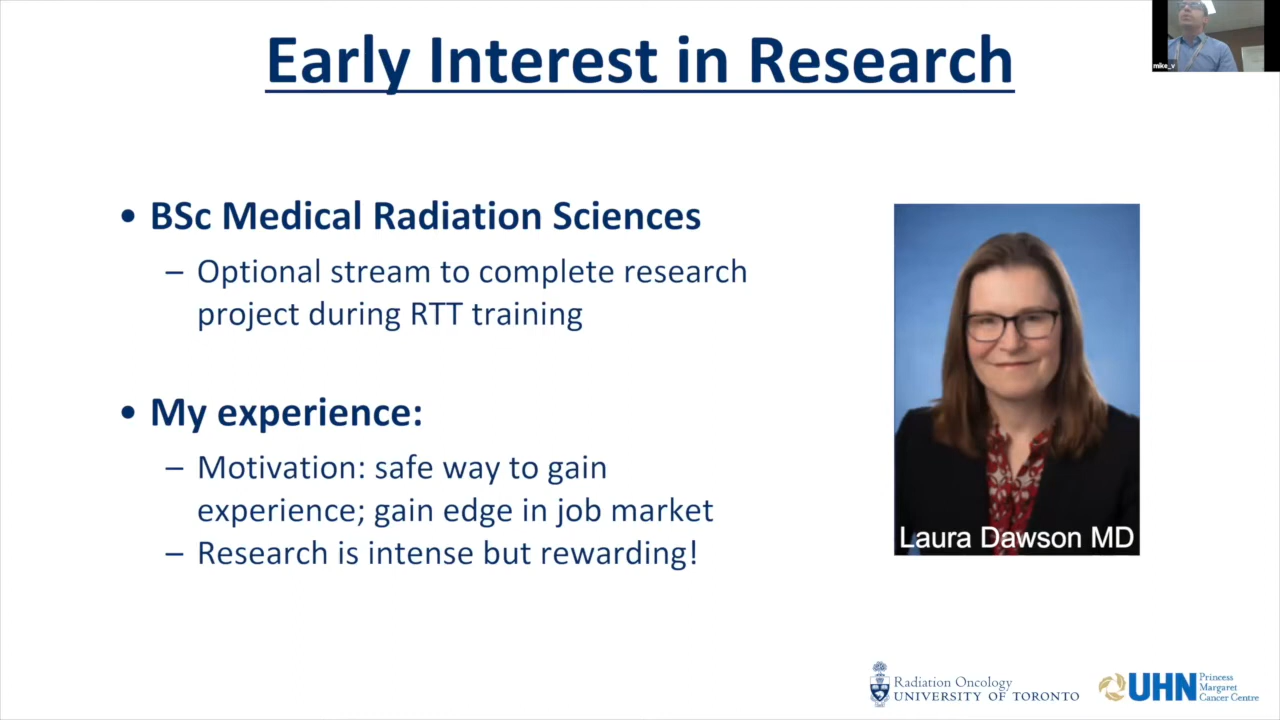 Early Interest in Research
mike_v
• BSc Medical Radiation Sciences
– Optional stream to complete research
project during RTT training
• My experience:
– Motivation: safe way to gain
experience; gain edge in job market
– Research is intense but rewarding!
Laura Dawson MD
Radiation Oncology
UNIVERSITY OF TORONTO
UHN
Princess
Margaret
Cancer Centre